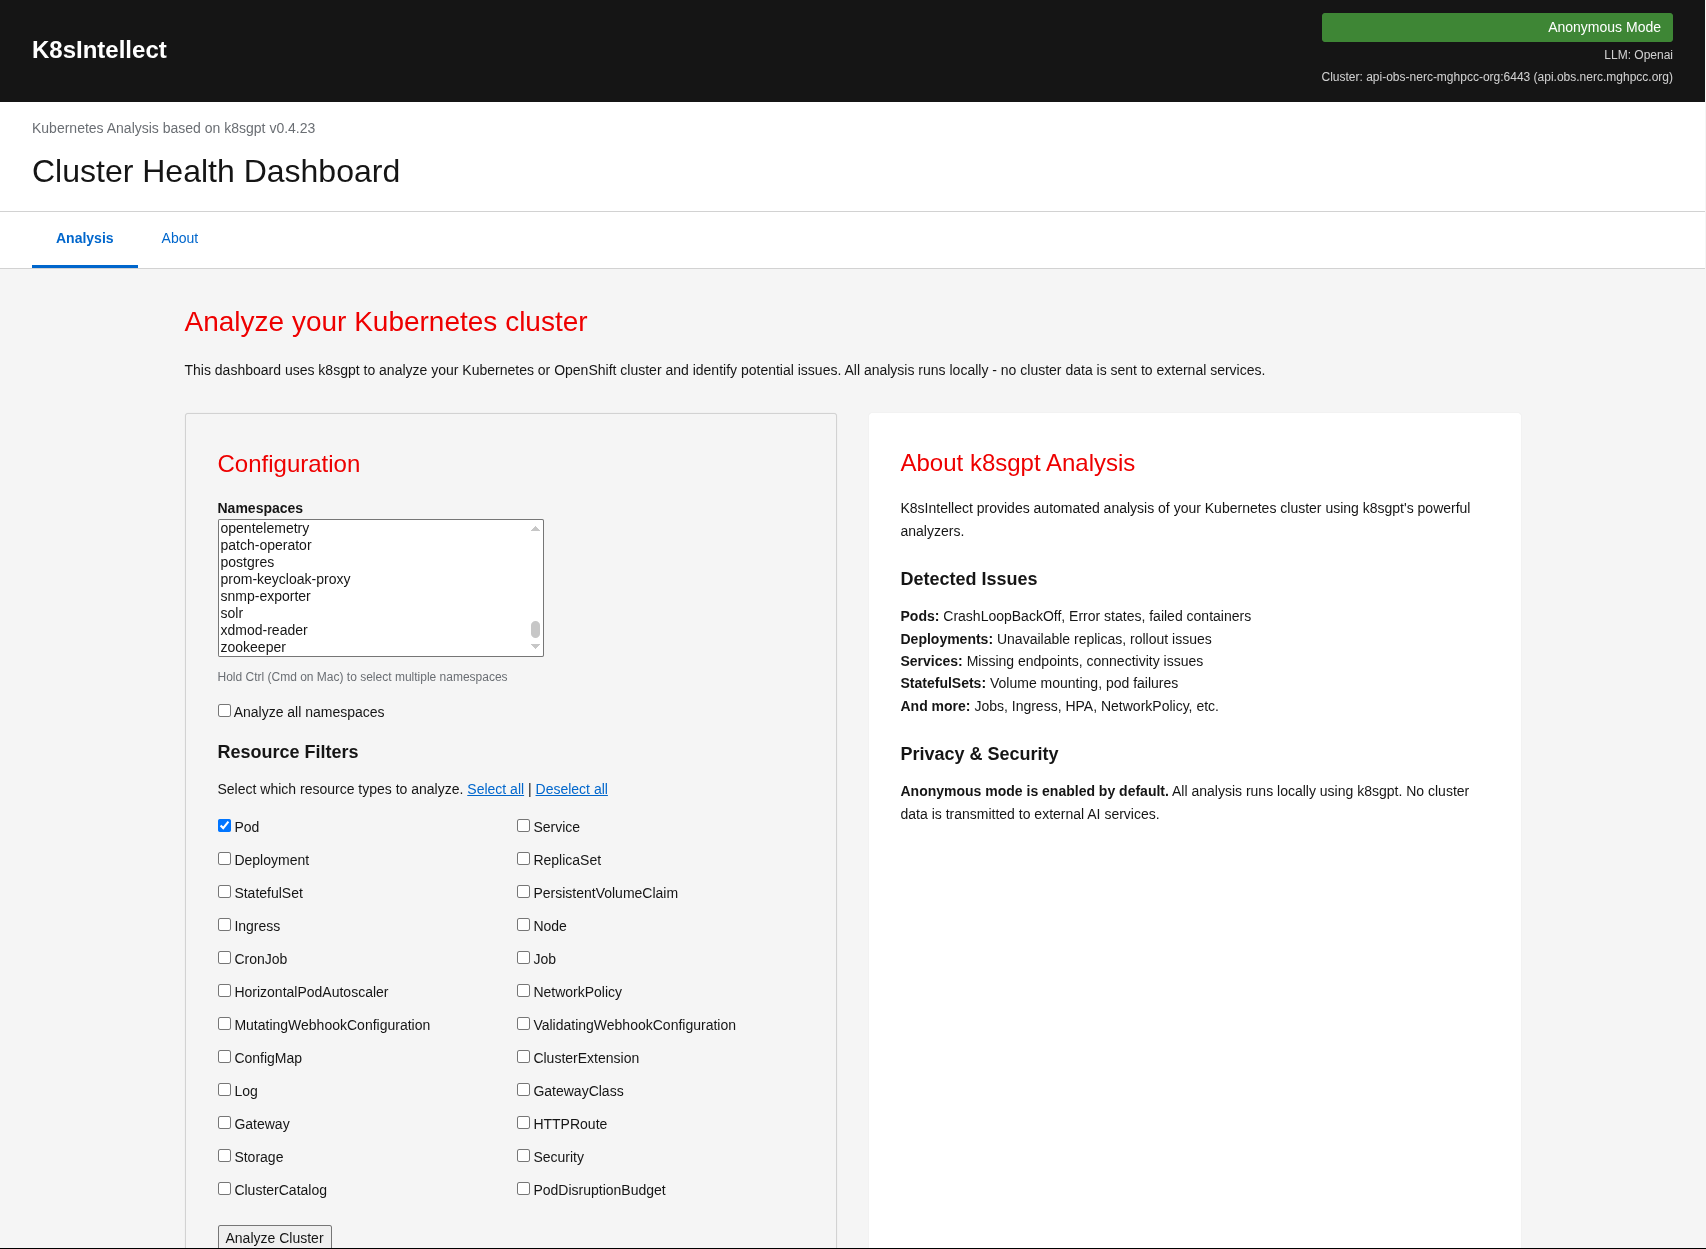 K8sIntellect
Anonymous Mode
LLM: Openai
Cluster: api-obs-nerc-mghpcc-org:6443 (api.obs.nerc.mghpcc.org)
Kubernetes Analysis based on k8sgpt v0.4.23
Cluster Health Dashboard
Analysis
About
Analyze your Kubernetes cluster
This dashboard uses k8sgpt to analyze your Kubernetes or OpenShift cluster and identify potential issues. All analysis runs locally - no cluster data is sent to external services.
Configuration
Namespaces
opentelemetry
patch-operator
postgres
prom-keycloak-proxy
snmp-exporter
solr
xdmod-reader
zookeeper
Hold Ctrl (Cmd on Mac) to select multiple namespaces
Analyze all namespaces
Resource Filters
Select which resource types to analyze. Select all | Deselect all
Pod
Service
Deployment
ReplicaSet
StatefulSet
PersistentVolumeClaim
Ingress
Node
CronJob
Job
HorizontalPodAutoscaler
NetworkPolicy
MutatingWebhookConfiguration
ValidatingWebhookConfiguration
ConfigMap
ClusterExtension
Log
GatewayClass
Gateway
HTTPRoute
Storage
Security
ClusterCatalog
PodDisruptionBudget
Analyze Cluster
About k8sgpt Analysis
K8sIntellect provides automated analysis of your Kubernetes cluster using k8sgpt's powerful
analyzers.
Detected Issues
Pods: CrashLoopBackOff, Error states, failed containers
Deployments: Unavailable replicas, rollout issues
Services: Missing endpoints, connectivity issues
StatefulSets: Volume mounting, pod failures
And more: Jobs, Ingress, HPA, NetworkPolicy, etc.
Privacy & Security
Anonymous mode is enabled by default. All analysis runs locally using k8sgpt. No cluster
data is transmitted to external AI services.